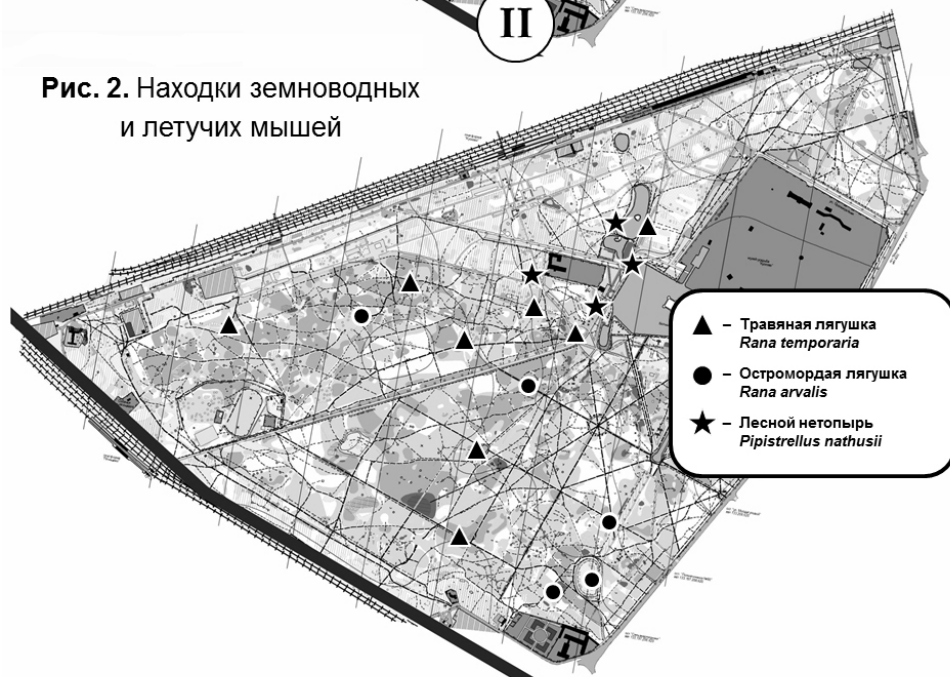 II
Рис. 2. Находки земноводных
и летучих мышей
– Травяная лягушка
Rana temporaria
– Остромордая лягушка
Rana arvalis
– Лесной нетопырь
Pipistrellus nathusii